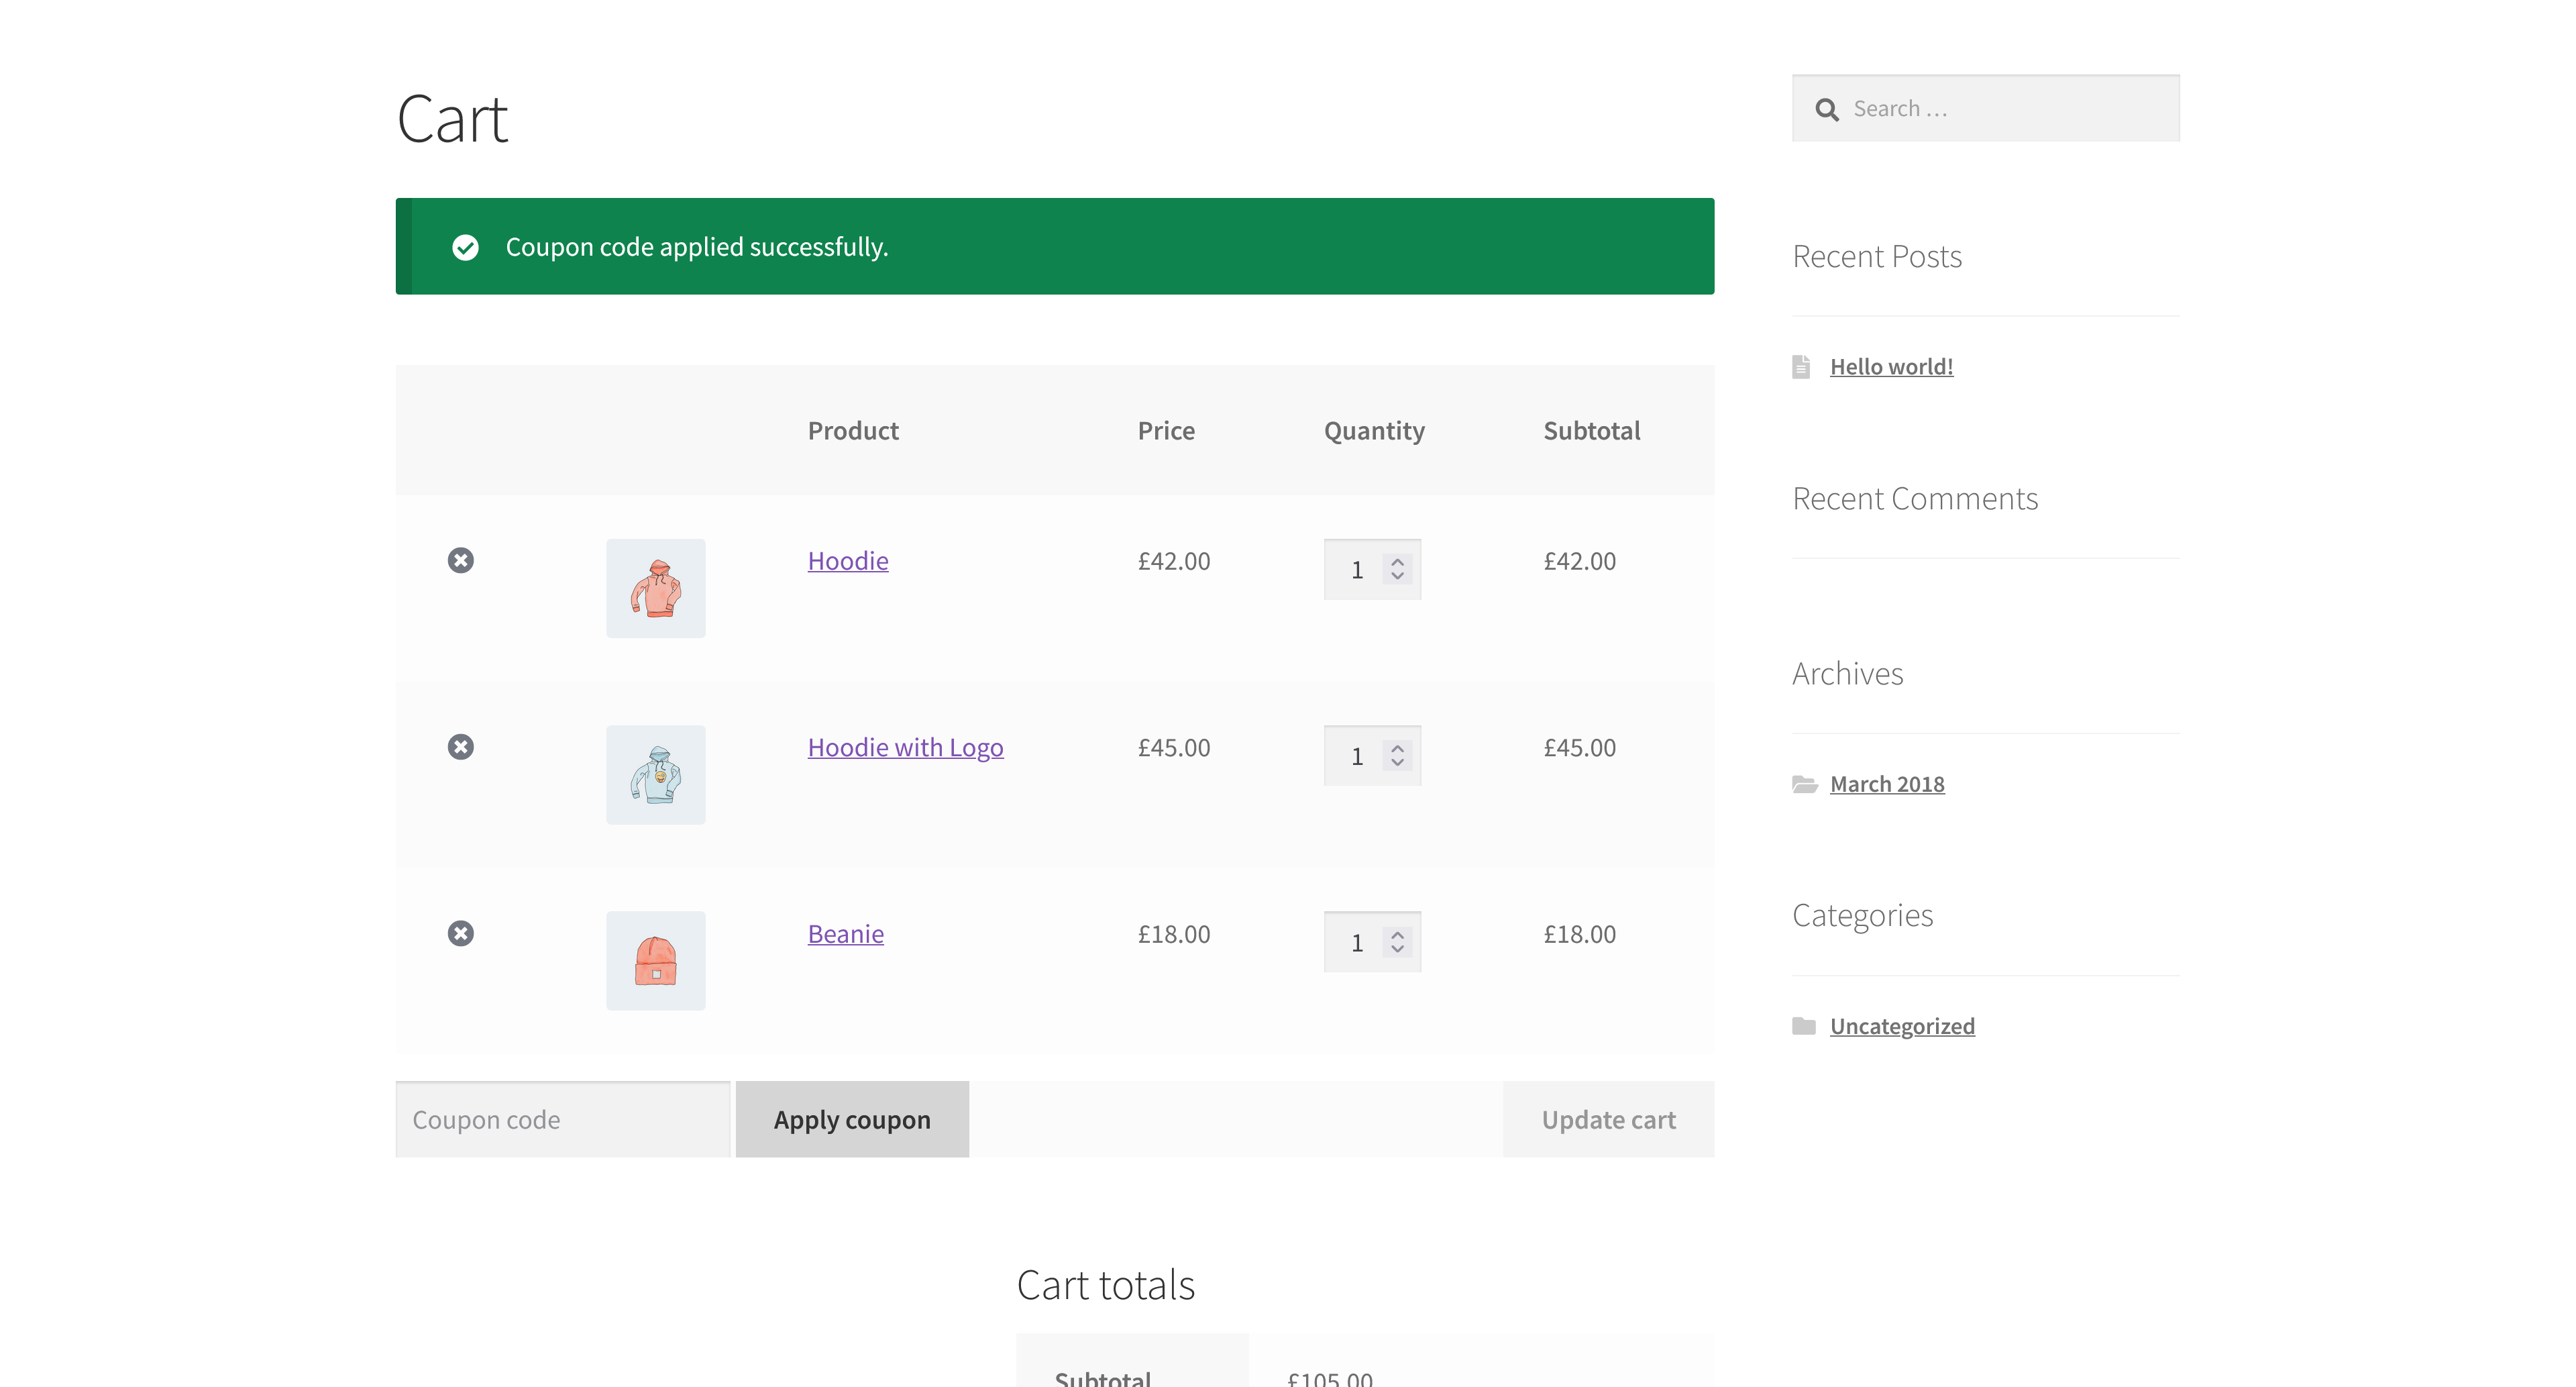 Cart
Search …
Coupon code applied successfully.
Recent Posts
Hello world!
Product Price Quantity Subtotal
Recent Comments
Hoodie £42.00 1 £42.00
Archives
Hoodie with Logo £45.00 1 £45.00
March 2018
Categories
Beanie £18.00 1 £18.00
Uncategorized
Coupon code Apply coupon Update cart
Cart totals
Subtotal £105.00